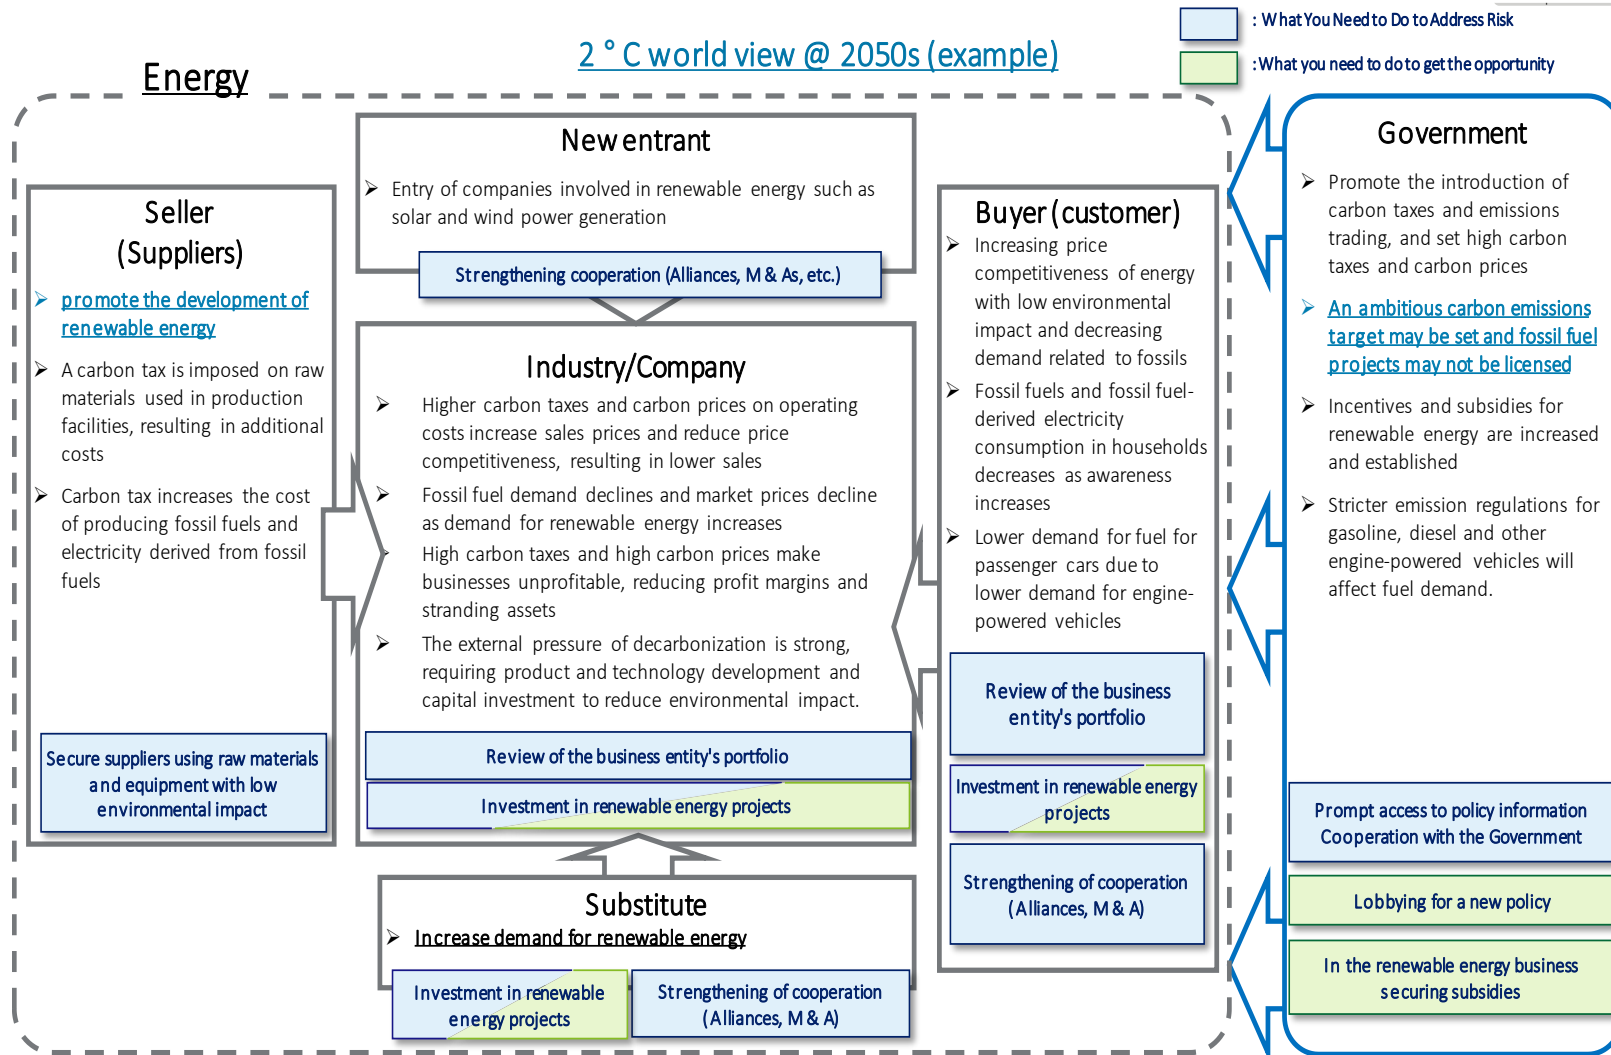 : What You Need to Do to Address Risk
2 ° C world view @ 2050s (example)
: What you need to do to get the opportunity
Energy
New entrant
➢ Entry of companies involved in renewable energy such as
solar and wind power generation
Strengthening cooperation (Alliances, M & As, etc.)
Seller
(Suppliers)
➢ promote the development of
renewable energy
➢ A carbon tax is imposed on raw
materials used in production
facilities, resulting in additional
costs
➢ Carbon tax increases the cost
of producing fossil fuels and
electricity derived from fossil
fuels
Secure suppliers using raw materials
and equipment with low
environmental impact
Industry/Company
➢ Higher carbon taxes and carbon prices on operating
costs increase sales prices and reduce price
competitiveness, resulting in lower sales
➢ Fossil fuel demand declines and market prices decline
as demand for renewable energy increases
➢ High carbon taxes and high carbon prices make
businesses unprofitable, reducing profit margins and
stranding assets
➢ The external pressure of decarbonization is strong,
requiring product and technology development and
capital investment to reduce environmental impact.
Review of the business entity's portfolio
Investment in renewable energy projects
Substitute
➢ Increase demand for renewable energy
Investment in renewable
energy projects
Strengthening of cooperation
(Alliances, M & A)
Buyer (customer)
➢ Increasing price
competitiveness of energy
with low environmental
impact and decreasing
demand related to fossils
➢ Fossil fuels and fossil fuel-
derived electricity
consumption in households
decreases as awareness
increases
➢ Lower demand for fuel for
passenger cars due to
lower demand for engine-
powered vehicles
Review of the business
entity's portfolio
Investment in renewable energy
projects
Strengthening of cooperation
(Alliances, M & A)
Government
➢ Promote the introduction of
carbon taxes and emissions
trading, and set high carbon
taxes and carbon prices
➢ An ambitious carbon emissions
target may be set and fossil fuel
projects may not be licensed
➢ Incentives and subsidies for
renewable energy are increased
and established
➢ Stricter emission regulations for
gasoline, diesel and other
engine-powered vehicles will
affect fuel demand.
Prompt access to policy information
Cooperation with the Government
Lobbying for a new policy
In the renewable energy business
securing subsidies